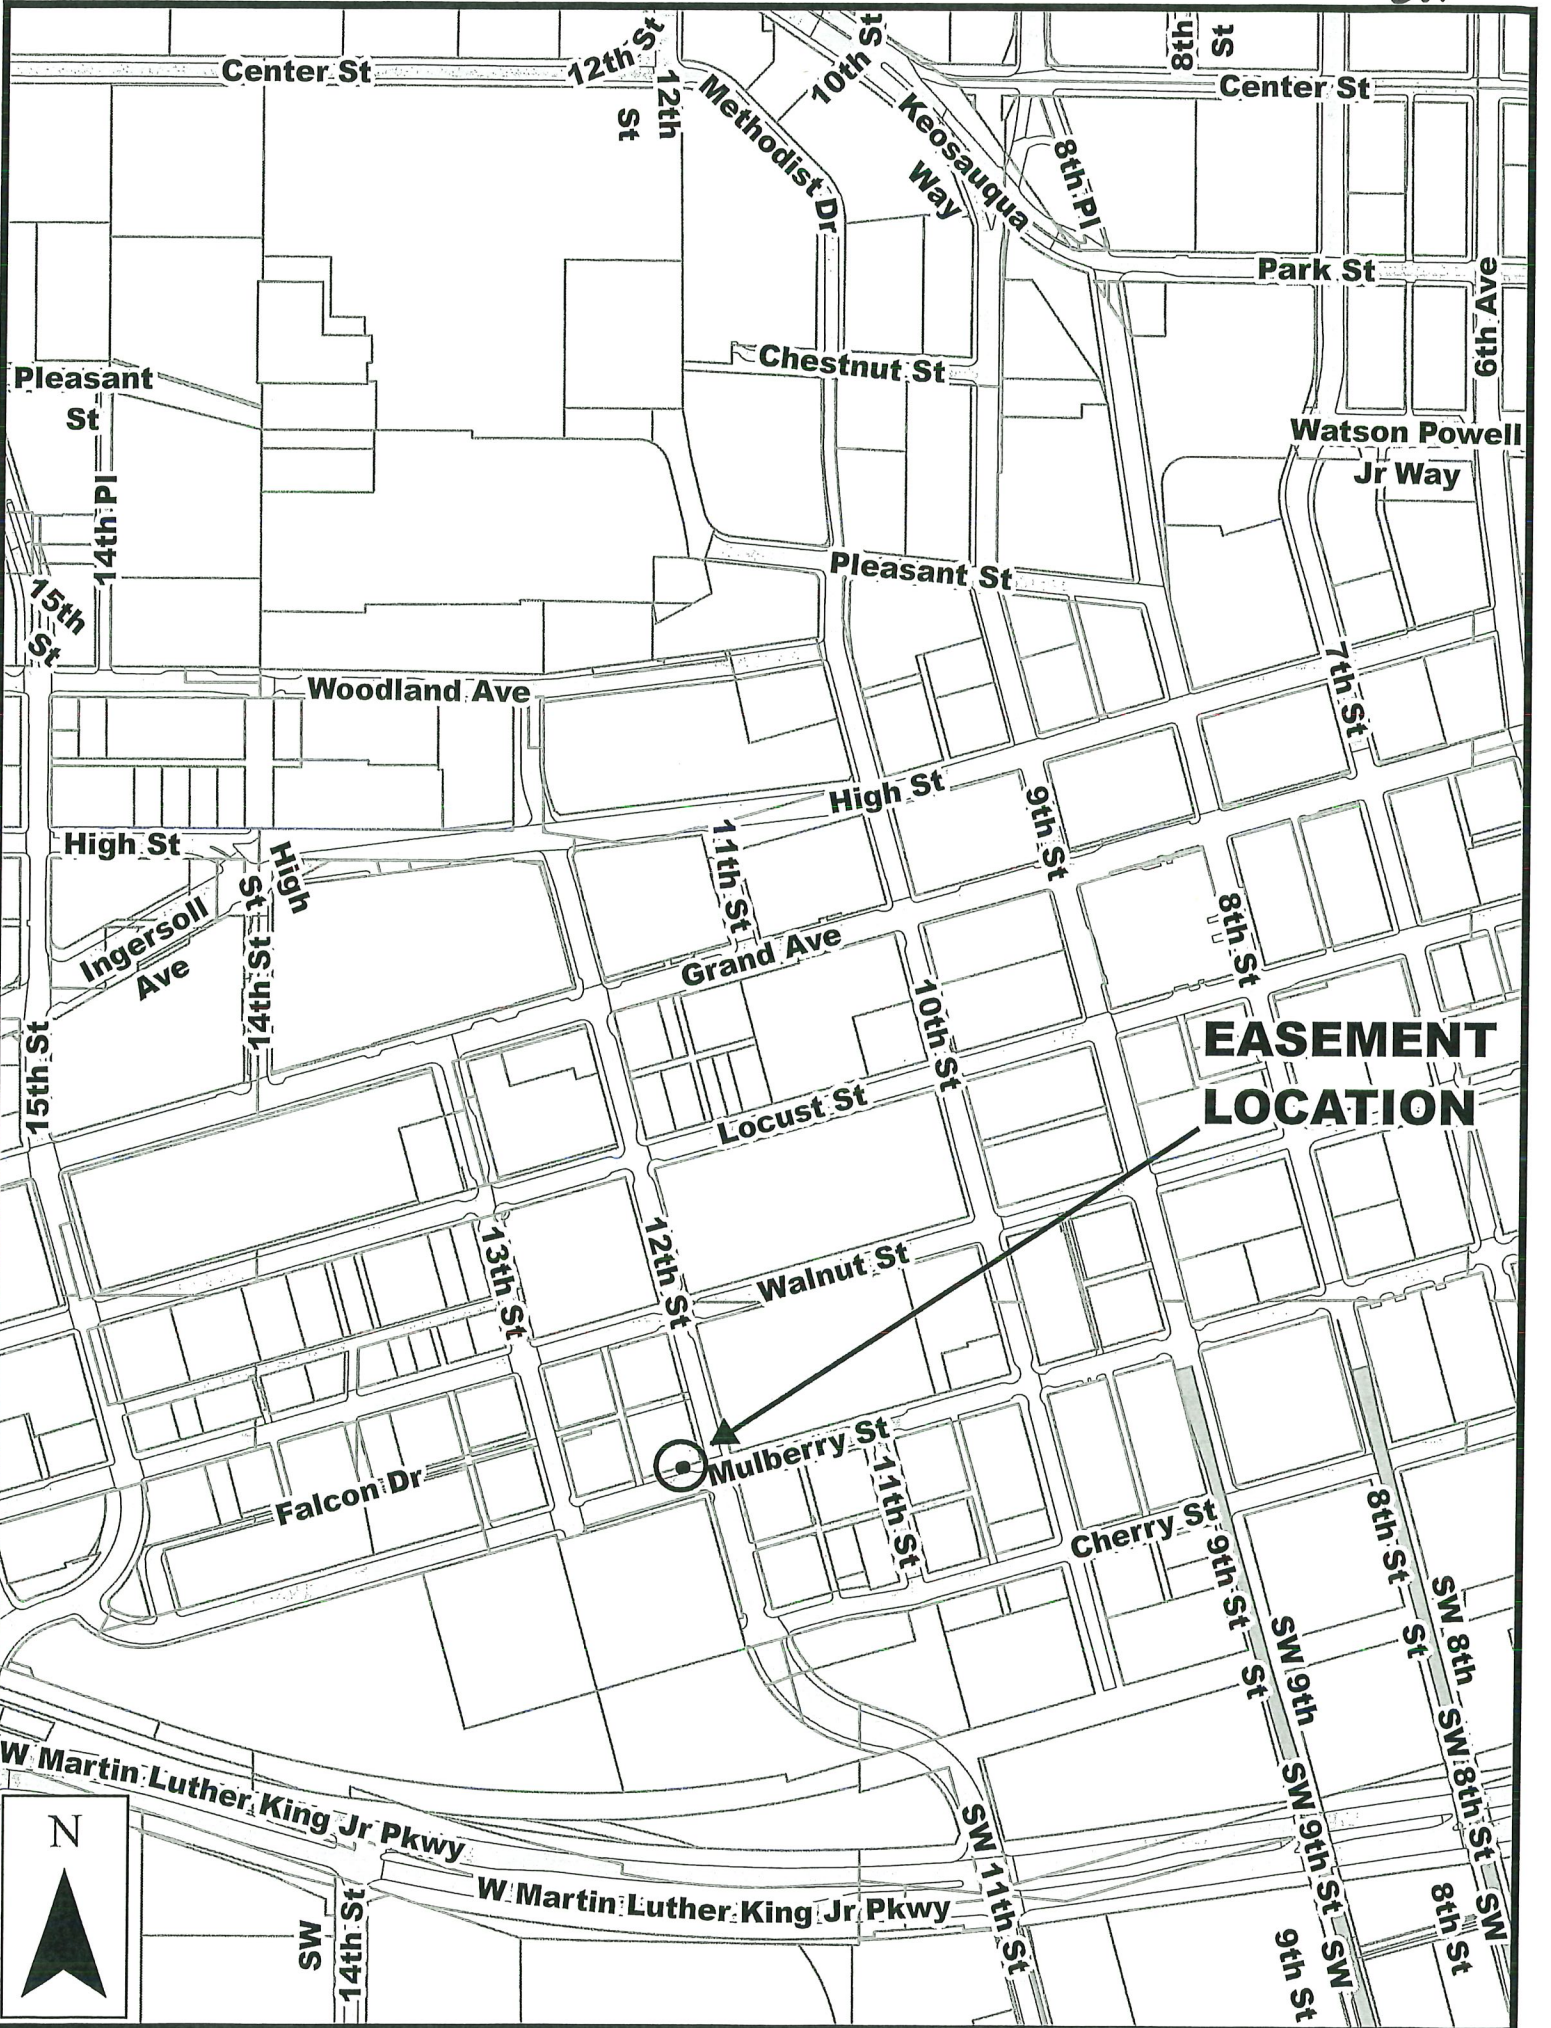 Center St
12th St
12th
St
Methodist Dr
10th St
Keosauqua
Way
8th
St
Center St
8th Pl
Park St
6th Ave
Chestnut St
Pleasant
St
Watson Powell
Jr Way
14th Pl
Pleasant St
15th
St
Woodland Ave
7th St
High St
9th St
High St
High
11th St
8th St
Ingersoll
Ave
14th St
Grand Ave
10th St
15th St
EASEMENT
LOCATION
Locust St
13th St
12th St
Walnut St
Mulberry St
Falcon Dr
11th St
Cherry St
9th St
8th St
SW 8th
St
SW 9th
St
W Martin Luther King Jr Pkwy
SW 8th St
SW 9th St
N
SW 11th St
W Martin Luther King Jr Pkwy
SW
14th St
SW
9th St
SW
8th St